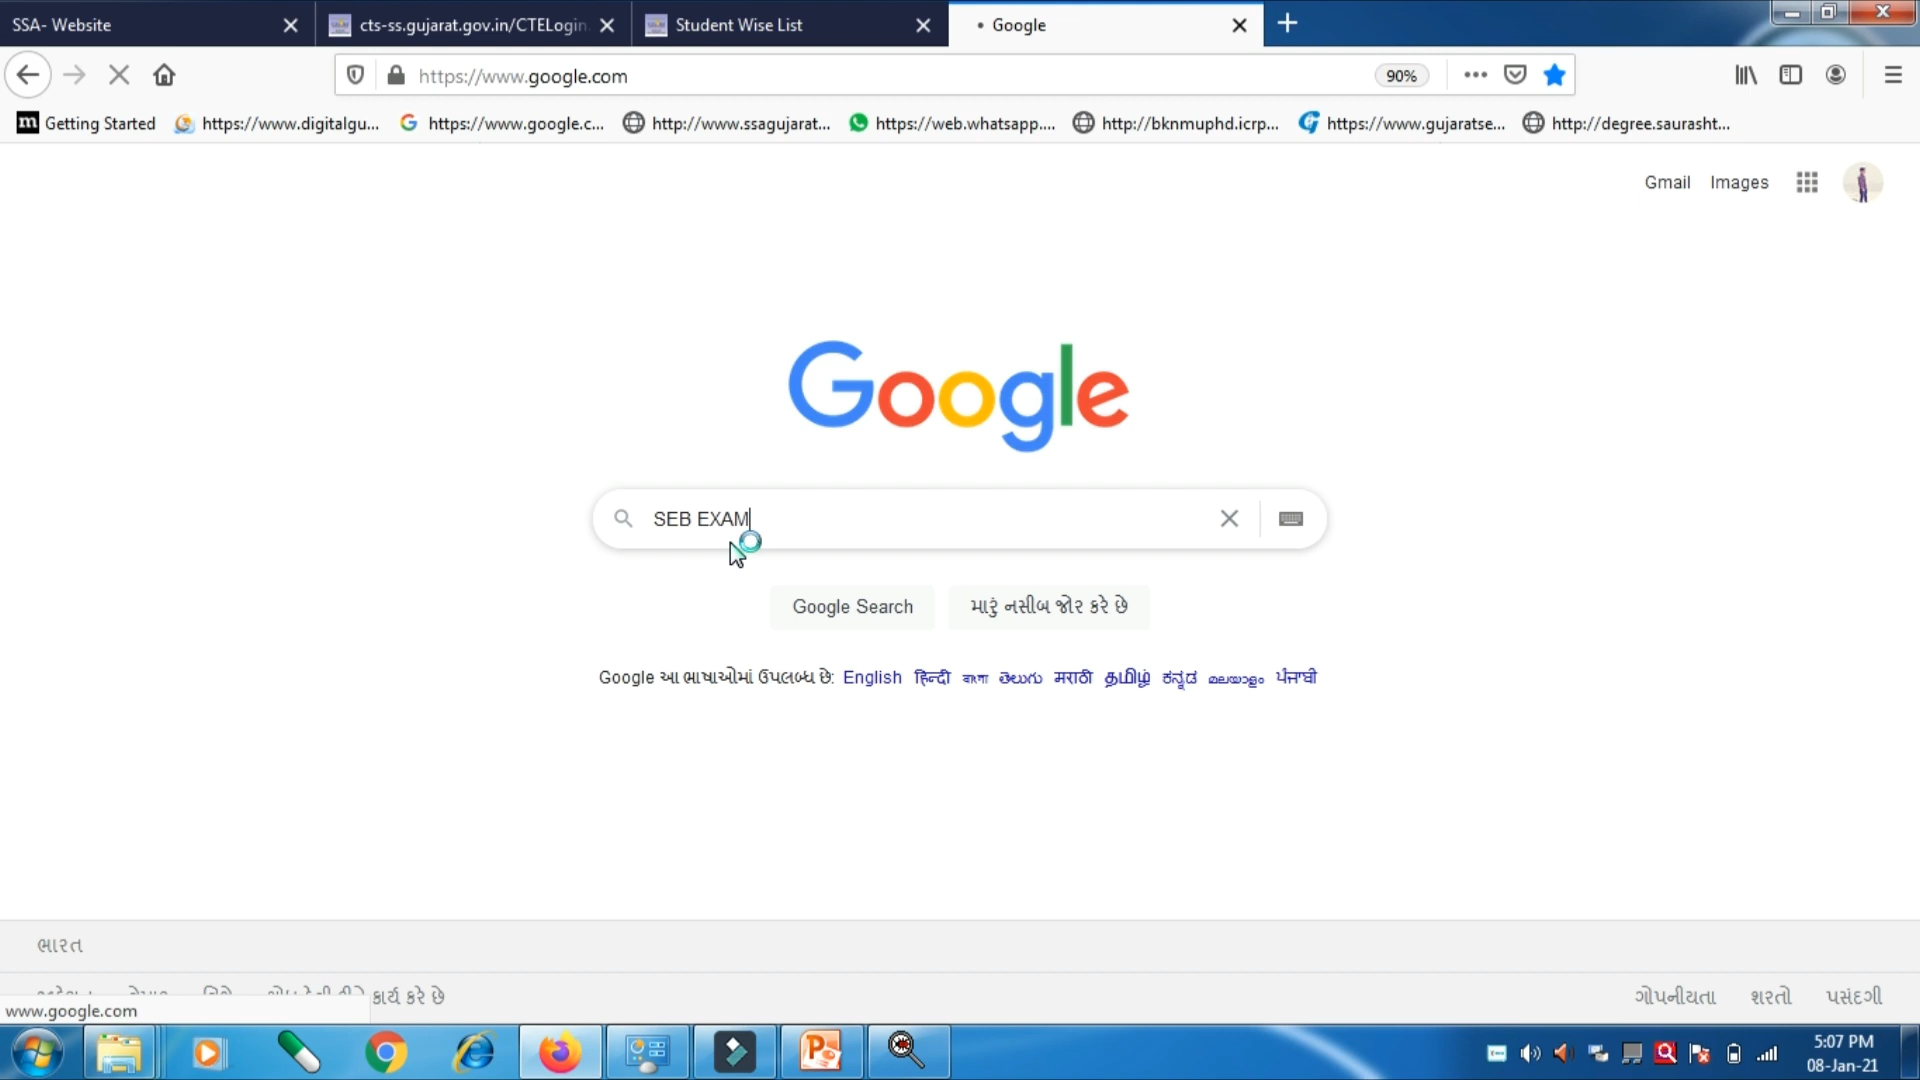 SSA- Website
cts-ss.gujarat.gov.in/CTELogin.
Student Wise List
Google
https://www.google.com
90%
Getting Started
https://www.digitalgu...
https://www.google.c...
http://www.ssagujarat...
https://web.whatsapp....
http://bknmuphd.icrp...
https://www.gujaratse...
http://degree.saurasht...
Gmail Images
Google
SEB EXAM
Google Search
મારું નસીબ જોર કરે છે
Google આ ભાષાઓમાં ઉપલબ્ધ છે: English हिन्दी বাংলা తెలుగు मराठी தமிழ் ಕನ್ನಡ മലയാളം ਪੰਜਾਬੀ
ભારત
કાર્ય કરે છે
ગોપનીયતા શરતો પસંદગી
www.google.com
5:07 PM
08-Jan-21